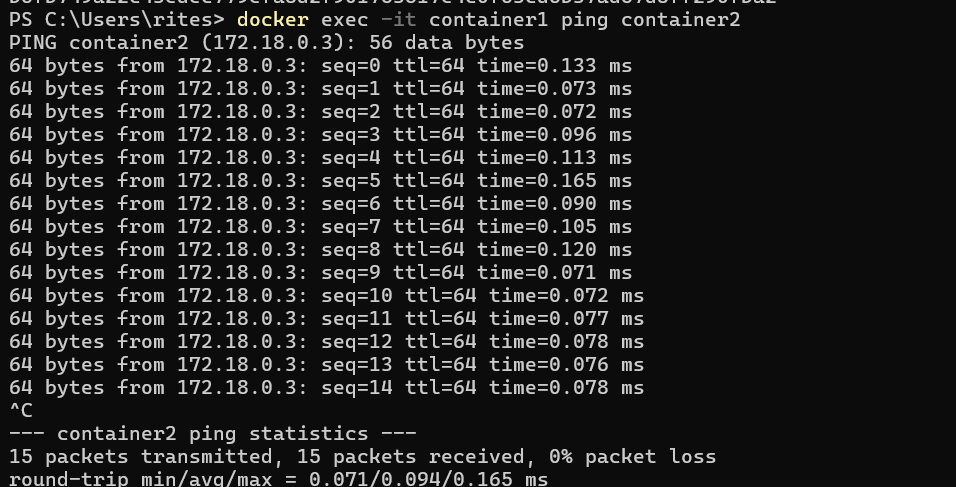 PS C:\Users\rites> docker exec -it container1 ping container2
PING container2 (172.18.0.3): 56 data bytes
64 bytes from 172.18.0.3: seq=0 ttl=64 time=0.133 ms
64 bytes from 172.18.0.3: seq=1 ttl=64 time=0.073 ms
64 bytes from 172.18.0.3: seq=2 ttl=64 time=0.072 ms
64 bytes from 172.18.0.3: seq=3 ttl=64 time=0.096 ms
64 bytes from 172.18.0.3: seq=4 ttl=64 time=0.113 ms
64 bytes from 172.18.0.3: seq=5 ttl=64 time=0.165 ms
64 bytes from 172.18.0.3: seq=6 ttl=64 time=0.090 ms
64 bytes from 172.18.0.3: seq=7 ttl=64 time=0.105 ms
64 bytes from 172.18.0.3: seq=8 ttl=64 time=0.120 ms
64 bytes from 172.18.0.3: seq=9 ttl=64 time=0.071 ms
64 bytes from 172.18.0.3: seq=10 ttl=64 time=0.072 ms
64 bytes from 172.18.0.3: seq=11 ttl=64 time=0.077 ms
64 bytes from 172.18.0.3: seq=12 ttl=64 time=0.078 ms
64 bytes from 172.18.0.3: seq=13 ttl=64 time=0.076 ms
64 bytes from 172.18.0.3: seq=14 ttl=64 time=0.078 ms
^C
--- container2 ping statistics ---
15 packets transmitted, 15 packets received, 0% packet loss
round-trip min/avg/max = 0.071/0.094/0.165 ms